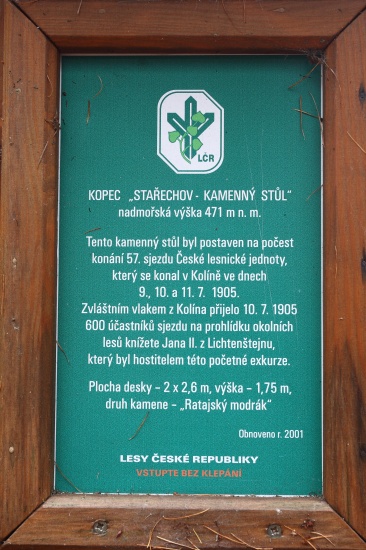 LČR
KOPEC „STAŘECHOV - KAMENNÝ STŮL"
nadmořská výška 471 m n. m.
Tento kamenný stůl byl postaven na počest
konání 57. sjezdu České lesnické jednoty,
který se konal v Kolíně ve dnech
9., 10. a 11. 7. 1905.
Zvláštním vlakem z Kolína přijelo 10. 7. 1905
600 účastníků sjezdu na prohlídku okolních
lesů knížete Jana II. z Lichtenštejnu,
který byl hostitelem této početné exkurze.
Plocha desky - 2 x 2,6 m, výška - 1,75 m,
druh kamene - „Ratajský modrák"
Obnoveno r. 2001
LESY ČESKÉ REPUBLIKY
VSTUPTE BEZ KLEPÁNÍ